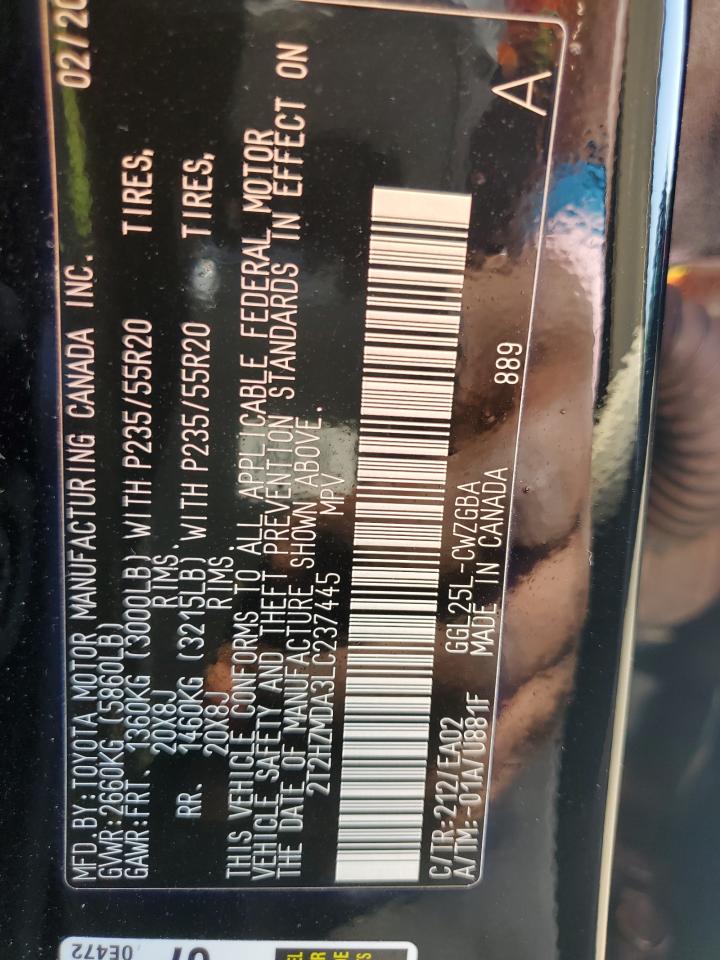 MFD. BY: TOYOTA MOTOR MANUFACTURING CANADA INC. 02/20
GVWR: 2660KG (5860LB)
GAWR: FRT. 1360KG (3000LB) WITH P235/55R20 TIRES,
20X8J RIMS.
RR. 1460KG (3215LB) WITH P235/55R20 TIRES,
20X8J RIMS.
THIS VEHICLE CONFORMS TO ALL APPLICABLE FEDERAL MOTOR
VEHICLE SAFETY AND THEFT PREVENTION STANDARDS IN EFFECT ON
THE DATE OF MANUFACTURE SHOWN ABOVE.
2T2HZMDA3LC237445 MPV
C/TR: 212/EA02 GGL25L-CWZGBA 889 A
A/TM: -01A/U881F MADE IN CANADA
0E472